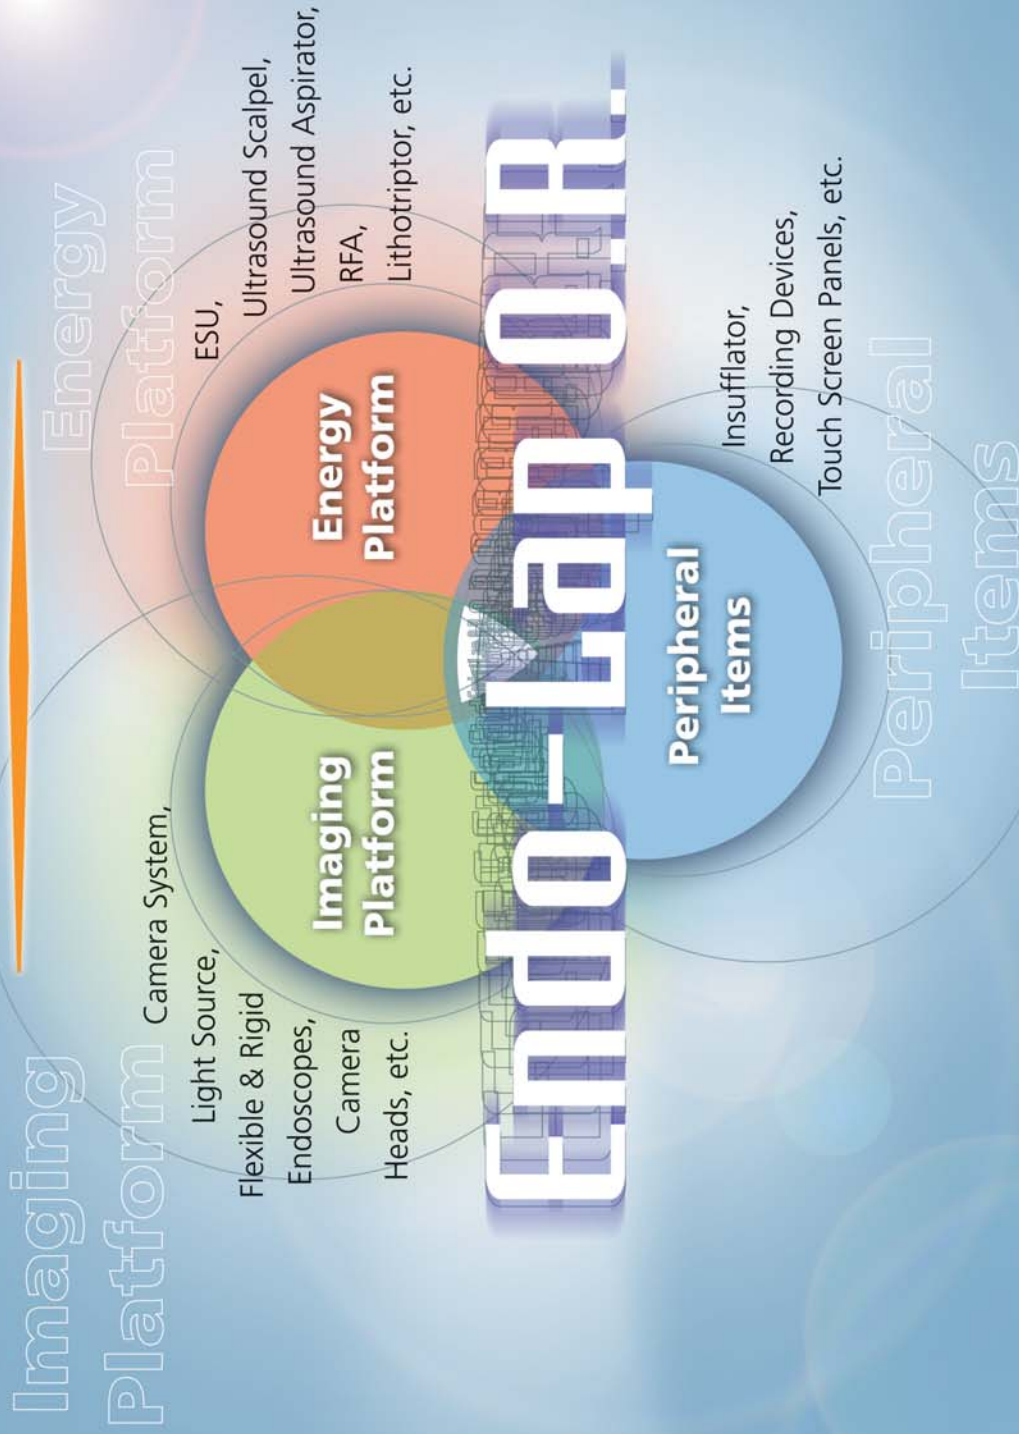 Imaging
Platform
Camera System,
Light Source,
Flexible & Rigid
Endoscopes,
Camera
Heads, etc.
Energy
Platform
ESU,
Ultrasound Scalpel,
Ultrasound Aspirator,
RFA,
Lithotriptor, etc.
Imaging
Platform
Energy
Platform
Endo-Lap O.R.
Peripheral
Items
Insufflator,
Recording Devices,
Touch Screen Panels, etc.
Peripheral
Items